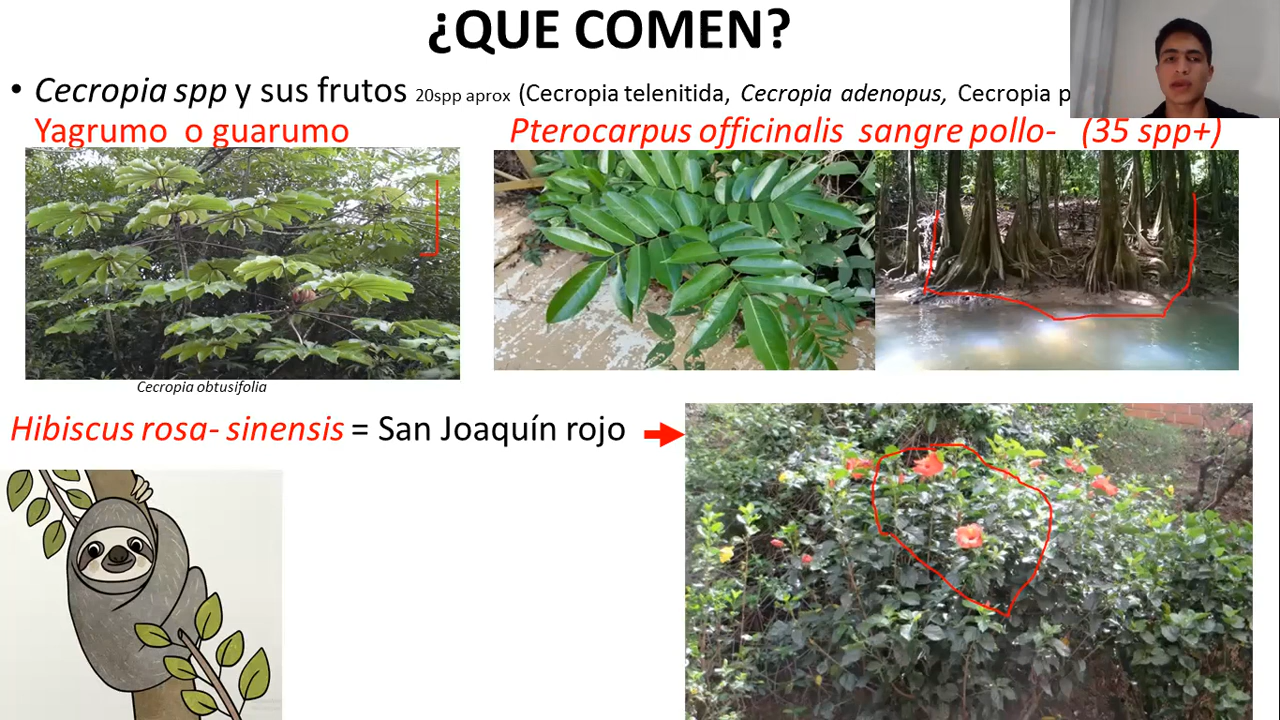 ¿QUE COMEN?
• Cecropia spp y sus frutos 20spp aprox (Cecropia telenitida, Cecropia adenopus, Cecropia p
Yagrumo o guarumo
Pterocarpus officinalis sangre pollo- (35 spp+)
Cecropia obtusifolia
Hibiscus rosa- sinensis = San Joaquín rojo